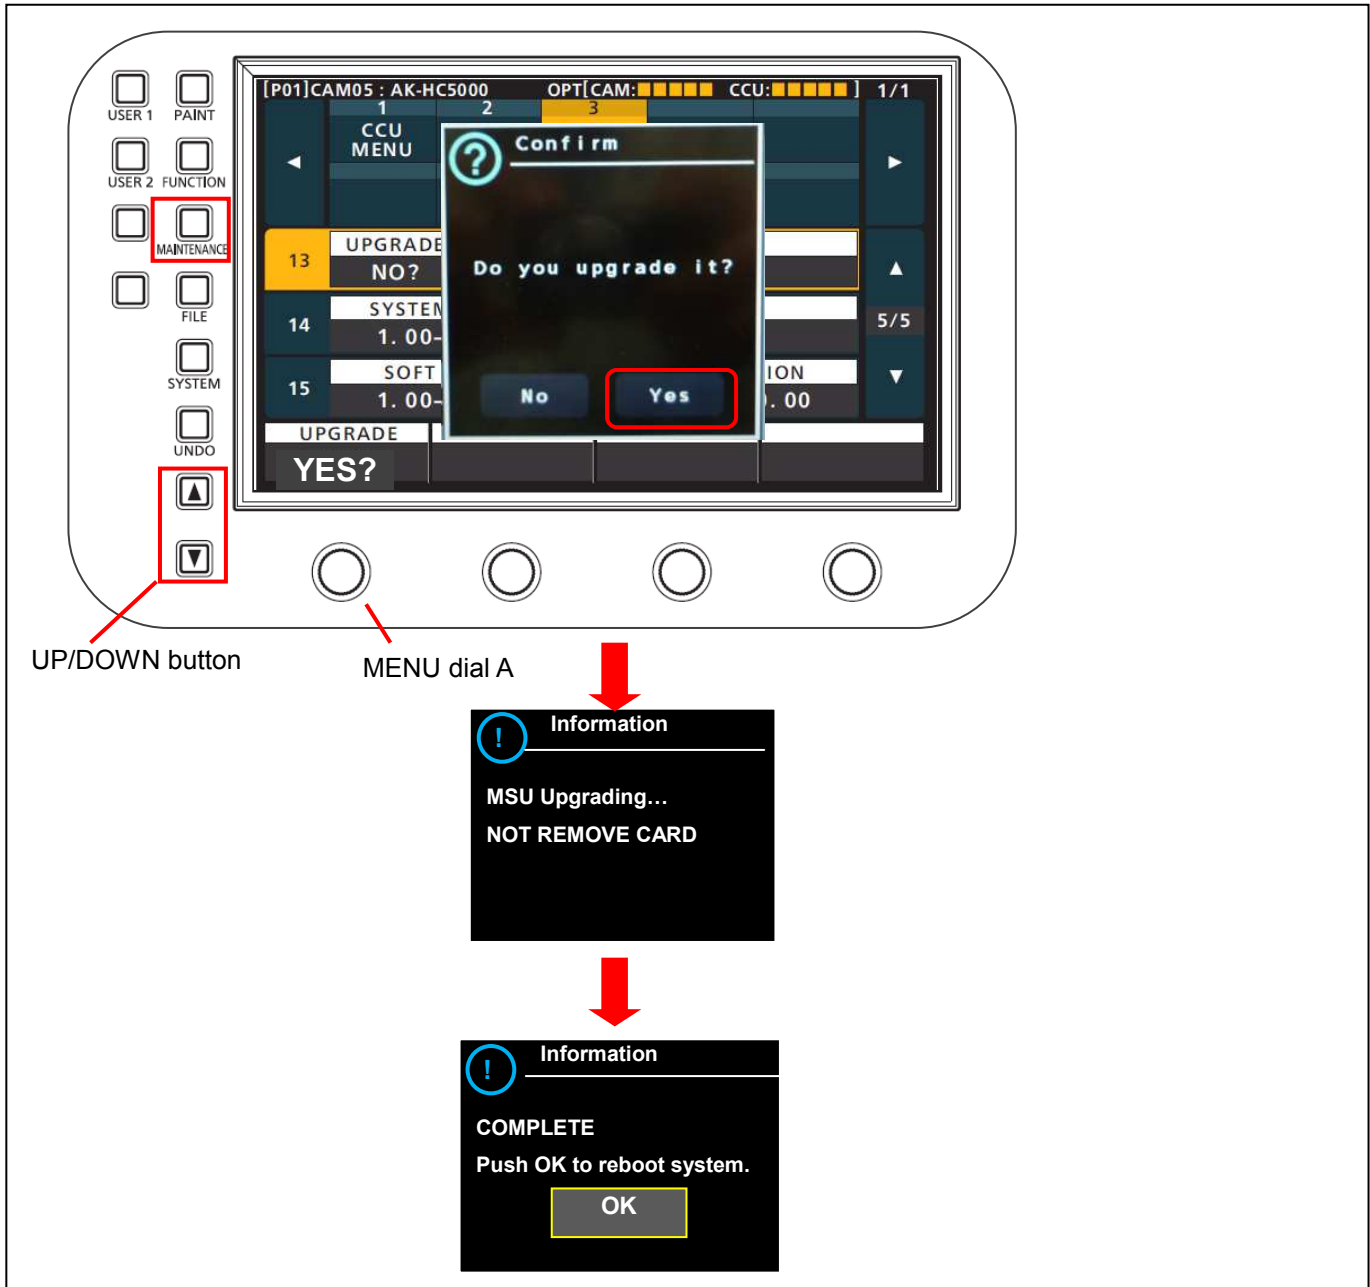 [P01]CAM05 : AK-HC5000 OPT[CAM: CCU: ] 1/1
1 2 3
USER 1 PAINT
CCU
MENU
◄ ►
USER 2 FUNCTION
MAINTENANCE
FILE
SYSTEM
UNDO
▲
▼
Confirm
?
Do you upgrade it?
No Yes
13 UPGRADE
NO?
▲
14 SYSTEM
1. 00-
5/5
15 SOFT ION
1. 00- . 00
▼
UPGRADE
YES?
UP/DOWN button
MENU dial A
! Information
MSU Upgrading…
NOT REMOVE CARD
! Information
COMPLETE
Push OK to reboot system.
OK